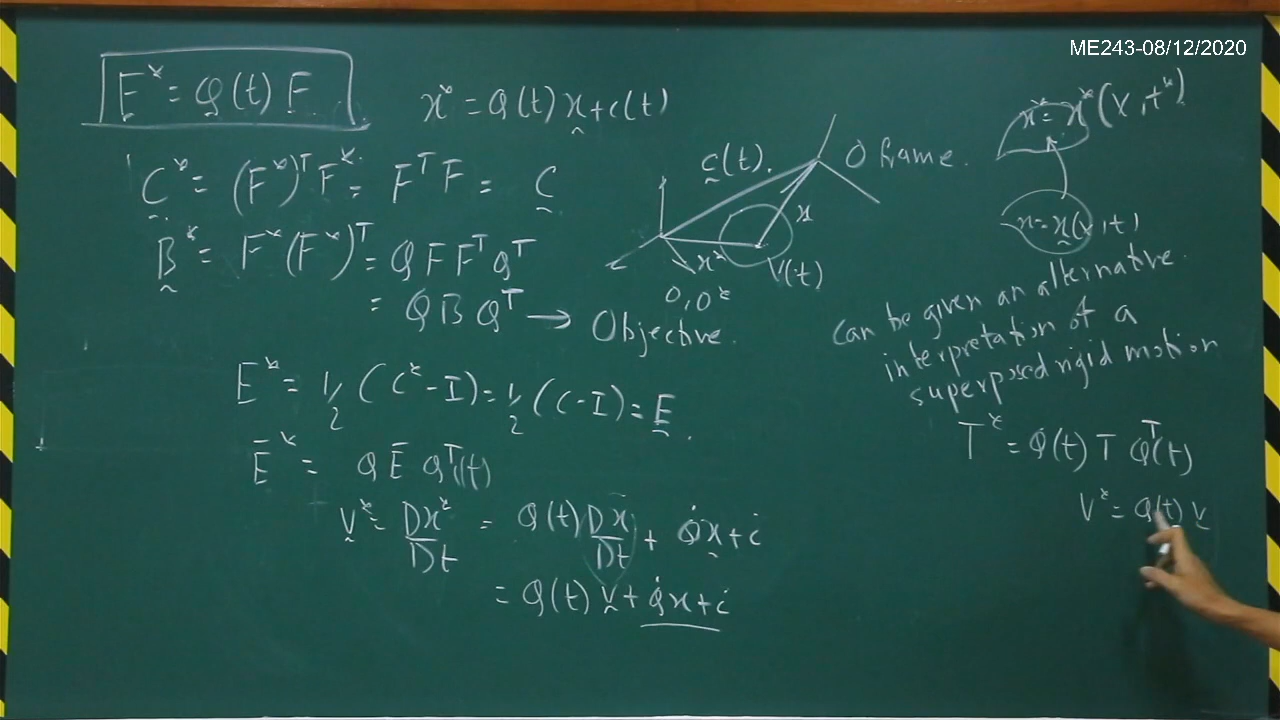 ME243-08/12/2020
F* = Q(t) F
x* = Q(t) x + c(t)
C* = (F*)ᵀ F* = Fᵀ F = C
B* = F* (F*)ᵀ = Q F Fᵀ Qᵀ
= Q B Qᵀ → Objective.
E* = 1/2 (C* - I) = 1/2 (C - I) = E.
Ē* = Q Ē Qᵀ(t)
v* = Dx*/Dt = Q(t) Dx/Dt + Q̇x + ċ
= Q(t) v + Q̇x + ċ
c(t).
O frame.
x
x*
V(t)
O, O*
x* = x*(X, t*)
x = x(X, t)
Can be given an alternative
interpretation of a
superposed rigid motion
T* = Q(t) T Qᵀ(t)
V* = Q(t) v